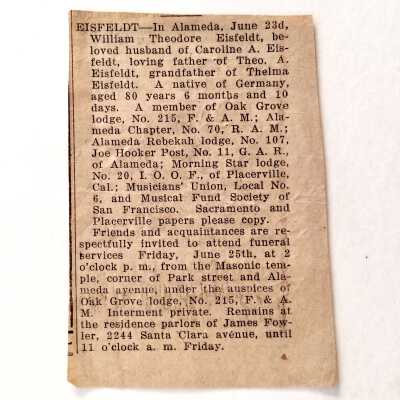 EISFELDT—In Alameda, June 23d,
William Theodore Eisfeldt, be-
loved husband of Caroline A. Eis-
feldt, loving father of Theo. A.
Eisfeldt, grandfather of Thelma
Eisfeldt. A native of Germany,
aged 80 years 6 months and 10
days. A member of Oak Grove
lodge, No. 215, F. & A. M.; Ala-
meda Chapter, No. 70, R. A. M.;
Alameda Rebekah lodge, No. 107,
Joe Hooker Post, No. 11, G. A. R.,
of Alameda; Morning Star lodge,
No. 20, I. O. O. F., of Placerville,
Cal.; Musicians' Union, Local No.
6, and Musical Fund Society of
San Francisco. Sacramento and
Placerville papers please copy.
Friends and acquaintances are re-
spectfully invited to attend funeral
services Friday, June 25th, at 2
o'clock p. m., from the Masonic tem-
ple, corner of Park street and Ala-
meda avenue, under the auspices of
Oak Grove lodge, No. 215, F. & A.
M. Interment private. Remains at
the residence parlors of James Fow-
ler, 2244 Santa Clara avenue, until
11 o'clock a. m. Friday.